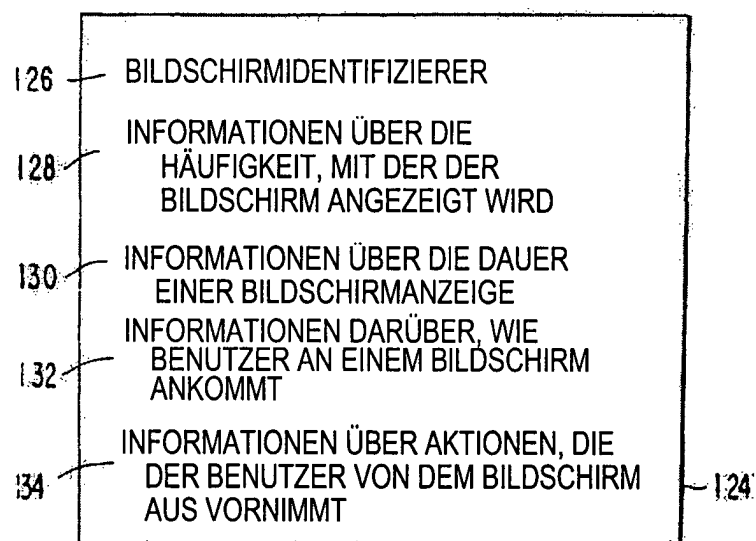 126 BILDSCHIRMIDENTIFIZIERER
INFORMATIONEN ÜBER DIE
128 HÄUFIGKEIT, MIT DER DER
BILDSCHIRM ANGEZEIGT WIRD
130 INFORMATIONEN ÜBER DIE DAUER
EINER BILDSCHIRMANZEIGE
INFORMATIONEN DARÜBER, WIE
132 BENUTZER AN EINEM BILDSCHIRM
ANKOMMT
INFORMATIONEN ÜBER AKTIONEN, DIE
134 DER BENUTZER VON DEM BILDSCHIRM 124
AUS VORNIMMT